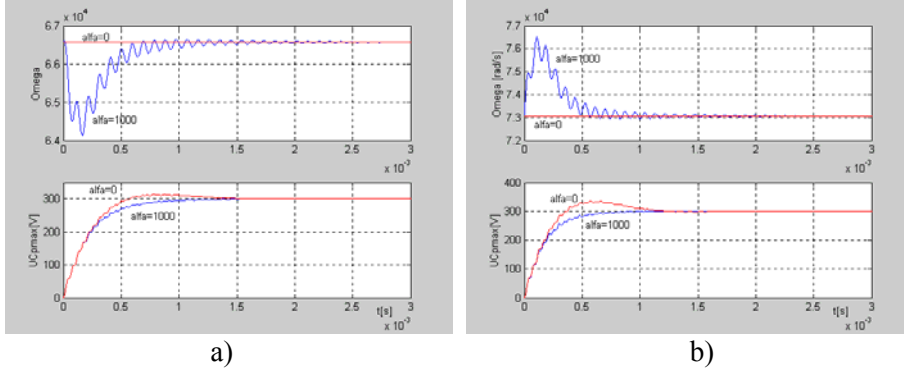 x 10⁴
6.7
6.6
6.5
6.4
Omega
alfa=0
alfa=1000
0
0.5
1
1.5
2
2.5
3
x 10⁻³
300
200
100
0
UCpmax[V]
alfa=0
alfa=1000
0
0.5
1
1.5
2
2.5
3
t[s]
x 10⁻³
a)
x 10⁴
7.7
7.6
7.5
7.4
7.3
7.2
Omega [rad/s]
alfa=1000
alfa=0
0
0.5
1
1.5
2
2.5
3
x 10⁻³
400
300
200
100
0
UCpmax[V]
alfa=0
alfa=1000
0
0.5
1
1.5
2
2.5
3
t[s]
x 10⁻³
b)